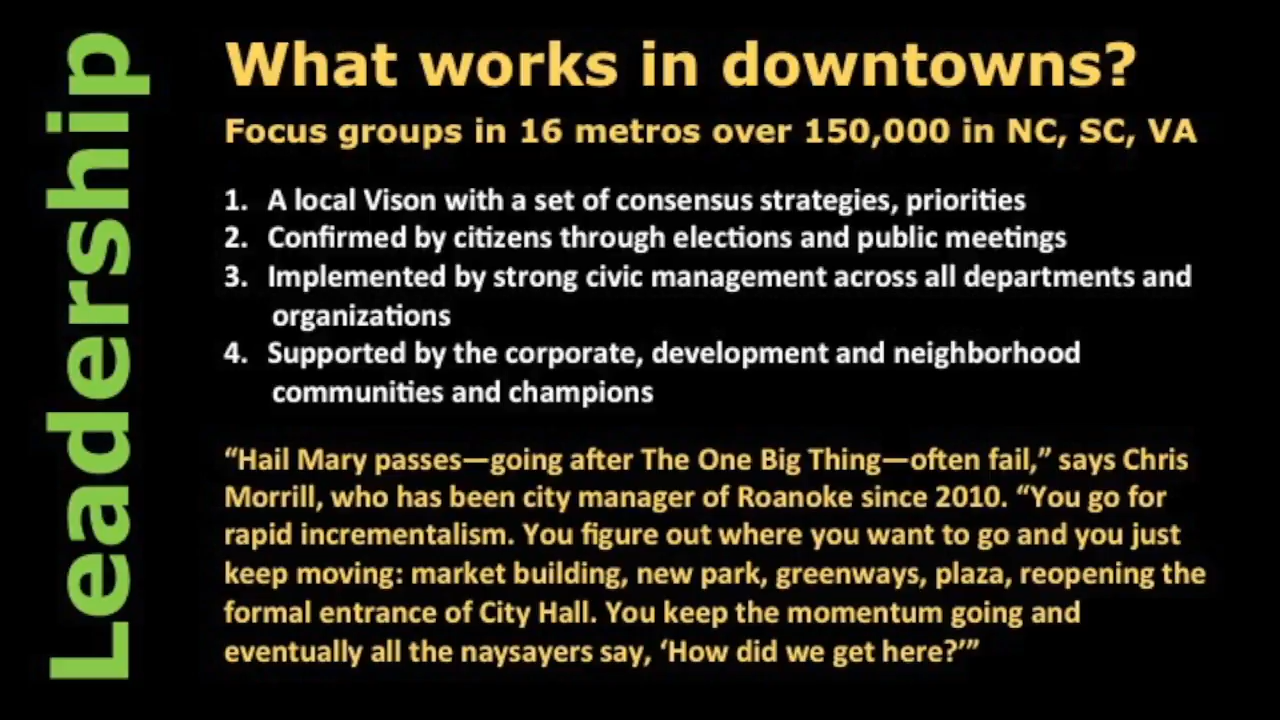 Leadership
What works in downtowns?
Focus groups in 16 metros over 150,000 in NC, SC, VA
1. A local Vison with a set of consensus strategies, priorities
2. Confirmed by citizens through elections and public meetings
3. Implemented by strong civic management across all departments and
organizations
4. Supported by the corporate, development and neighborhood
communities and champions
“Hail Mary passes—going after The One Big Thing—often fail,” says Chris
Morrill, who has been city manager of Roanoke since 2010. “You go for
rapid incrementalism. You figure out where you want to go and you just
keep moving: market building, new park, greenways, plaza, reopening the
formal entrance of City Hall. You keep the momentum going and
eventually all the naysayers say, ‘How did we get here?’”